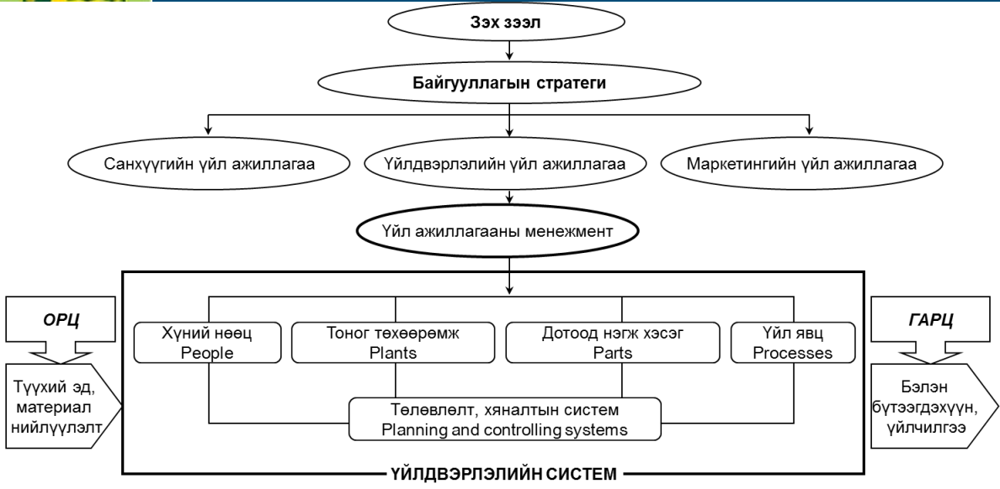 Зэх зээл
Байгууллагын стратеги
Санхүүгийн үйл ажиллагаа
Үйлдвэрлэлийн үйл ажиллагаа
Маркетингийн үйл ажиллагаа
Үйл ажиллагааны менежмент
ОРЦ
Түүхий эд,
материал
нийлүүлэлт
Хүний нөөц
People
Тоног төхөөрөмж
Plants
Дотоод нэгж хэсэг
Parts
Үйл явц
Processes
Төлөвлөлт, хяналтын систем
Planning and controlling systems
ҮЙЛДВЭРЛЭЛИЙН СИСТЕМ
ГАРЦ
Бэлэн
бүтээгдэхүүн,
үйлчилгээ